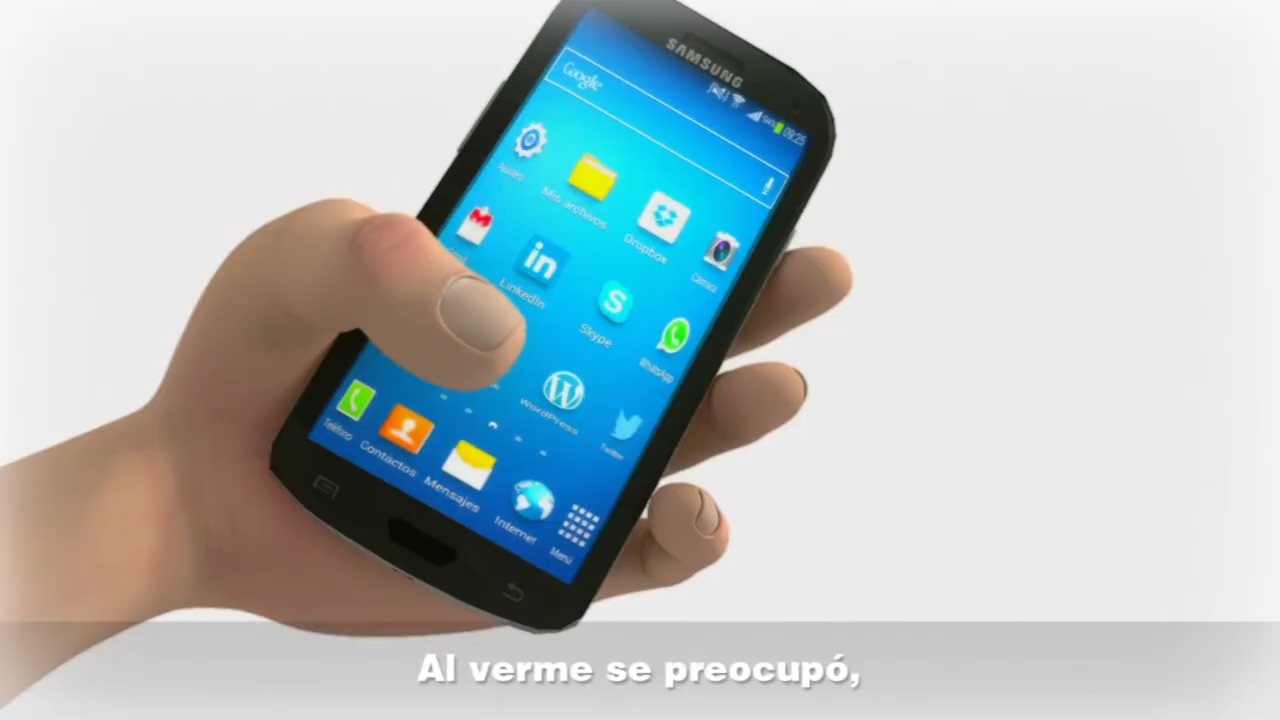 SAMSUNG
94% 09:25
Google
Ajustes
Mis archivos
Dropbox
Cámara
LinkedIn
Skype
WhatsApp
WordPress
Twitter
Teléfono
Contactos
Mensajes
Internet
Menú
Al verme se preocupó,